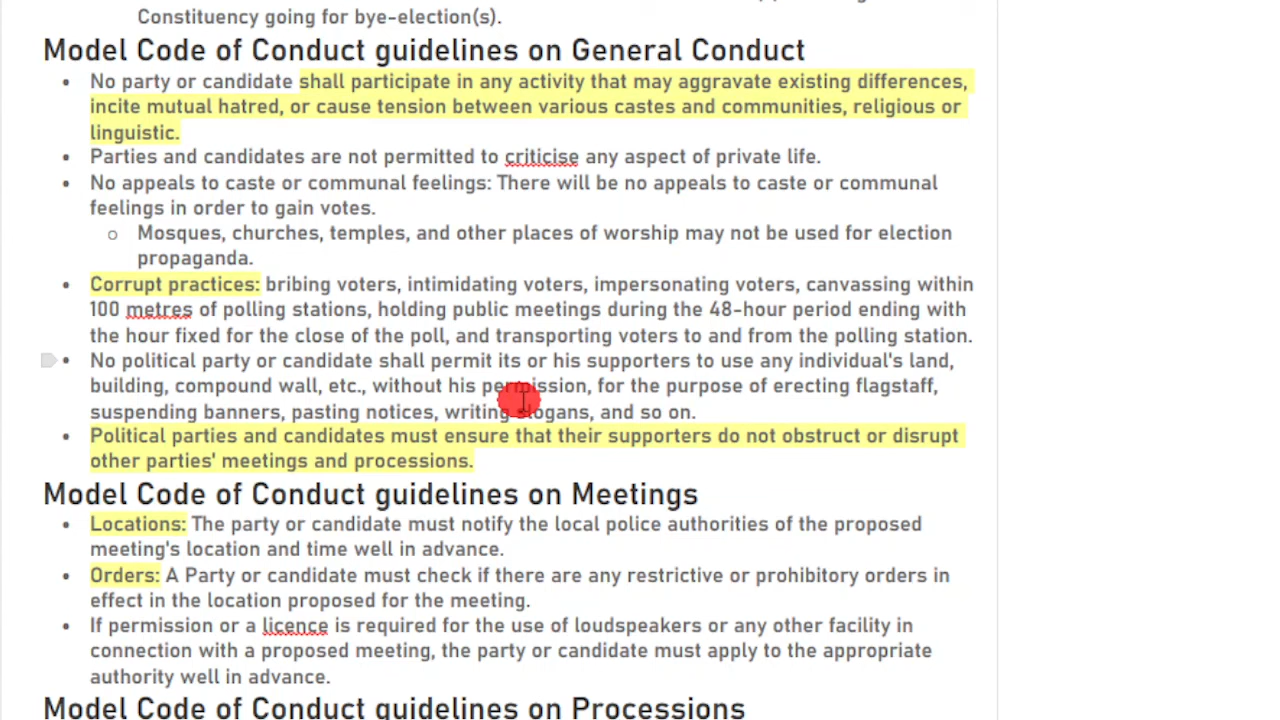 Constituency going for bye-election(s).
Model Code of Conduct guidelines on General Conduct
• No party or candidate shall participate in any activity that may aggravate existing differences,
incite mutual hatred, or cause tension between various castes and communities, religious or
linguistic.
• Parties and candidates are not permitted to criticise any aspect of private life.
• No appeals to caste or communal feelings: There will be no appeals to caste or communal
feelings in order to gain votes.
o Mosques, churches, temples, and other places of worship may not be used for election
propaganda.
• Corrupt practices: bribing voters, intimidating voters, impersonating voters, canvassing within
100 metres of polling stations, holding public meetings during the 48-hour period ending with
the hour fixed for the close of the poll, and transporting voters to and from the polling station.
• No political party or candidate shall permit its or his supporters to use any individual's land,
building, compound wall, etc., without his permission, for the purpose of erecting flagstaff,
suspending banners, pasting notices, writing slogans, and so on.
• Political parties and candidates must ensure that their supporters do not obstruct or disrupt
other parties' meetings and processions.
Model Code of Conduct guidelines on Meetings
• Locations: The party or candidate must notify the local police authorities of the proposed
meeting's location and time well in advance.
• Orders: A Party or candidate must check if there are any restrictive or prohibitory orders in
effect in the location proposed for the meeting.
• If permission or a licence is required for the use of loudspeakers or any other facility in
connection with a proposed meeting, the party or candidate must apply to the appropriate
authority well in advance.
Model Code of Conduct guidelines on Processions